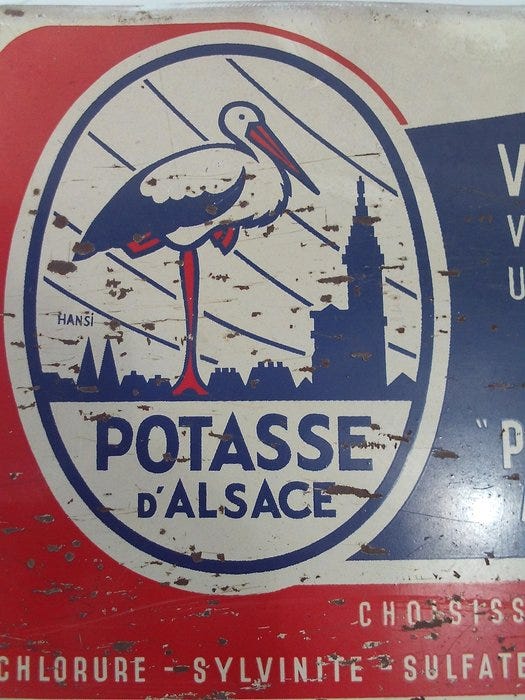 HANSi
POTASSE
D'ALSACE
V
V
U
"P
CHOISISS
CHLORURE - SYLVINITE - SULFATE